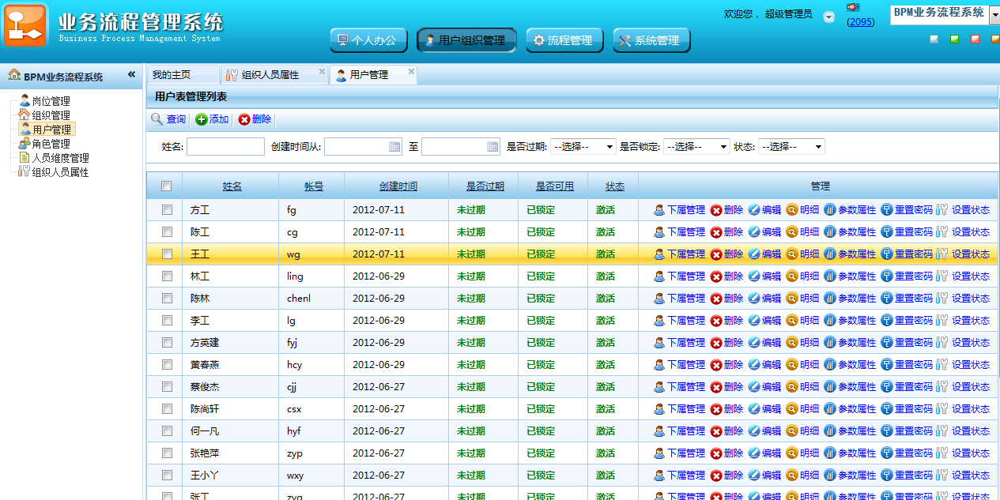 业务流程管理系统
Business Process Management System
欢迎您， 超级管理员
(2095)
BPM业务流程系统
个人办公 用户组织管理 流程管理 系统管理
BPM业务流程系统 «
岗位管理
组织管理
用户管理
角色管理
人员维度管理
组织人员属性
我的主页 组织人员属性 用户管理
用户表管理列表
查询 添加 删除
姓名: 创建时间从: 至 是否过期: --选择-- 是否锁定: --选择-- 状态: --选择--
姓名 帐号 创建时间 是否过期 是否可用 状态 管理
方工 fg 2012-07-11 未过期 已锁定 激活 下属管理 删除 编辑 明细 参数属性 重置密码 设置状态
陈工 cg 2012-07-11 未过期 已锁定 激活 下属管理 删除 编辑 明细 参数属性 重置密码 设置状态
王工 wg 2012-07-11 未过期 已锁定 激活 下属管理 删除 编辑 明细 参数属性 重置密码 设置状态
林工 ling 2012-06-29 未过期 已锁定 激活 下属管理 删除 编辑 明细 参数属性 重置密码 设置状态
陈林 chenl 2012-06-29 未过期 已锁定 激活 下属管理 删除 编辑 明细 参数属性 重置密码 设置状态
李工 lg 2012-06-29 未过期 已锁定 激活 下属管理 删除 编辑 明细 参数属性 重置密码 设置状态
方英建 fyj 2012-06-29 未过期 已锁定 激活 下属管理 删除 编辑 明细 参数属性 重置密码 设置状态
黄春燕 hcy 2012-06-29 未过期 已锁定 激活 下属管理 删除 编辑 明细 参数属性 重置密码 设置状态
蔡俊杰 cjj 2012-06-27 未过期 已锁定 激活 下属管理 删除 编辑 明细 参数属性 重置密码 设置状态
陈尚轩 csx 2012-06-27 未过期 已锁定 激活 下属管理 删除 编辑 明细 参数属性 重置密码 设置状态
何一凡 hyf 2012-06-27 未过期 已锁定 激活 下属管理 删除 编辑 明细 参数属性 重置密码 设置状态
张艳萍 zyp 2012-06-27 未过期 已锁定 激活 下属管理 删除 编辑 明细 参数属性 重置密码 设置状态
王小丫 wxy 2012-06-27 未过期 已锁定 激活 下属管理 删除 编辑 明细 参数属性 重置密码 设置状态
张工 2012-06-27 未过期 已锁定 激活 下属管理 删除 编辑 明细 参数属性 重置密码 设置状态